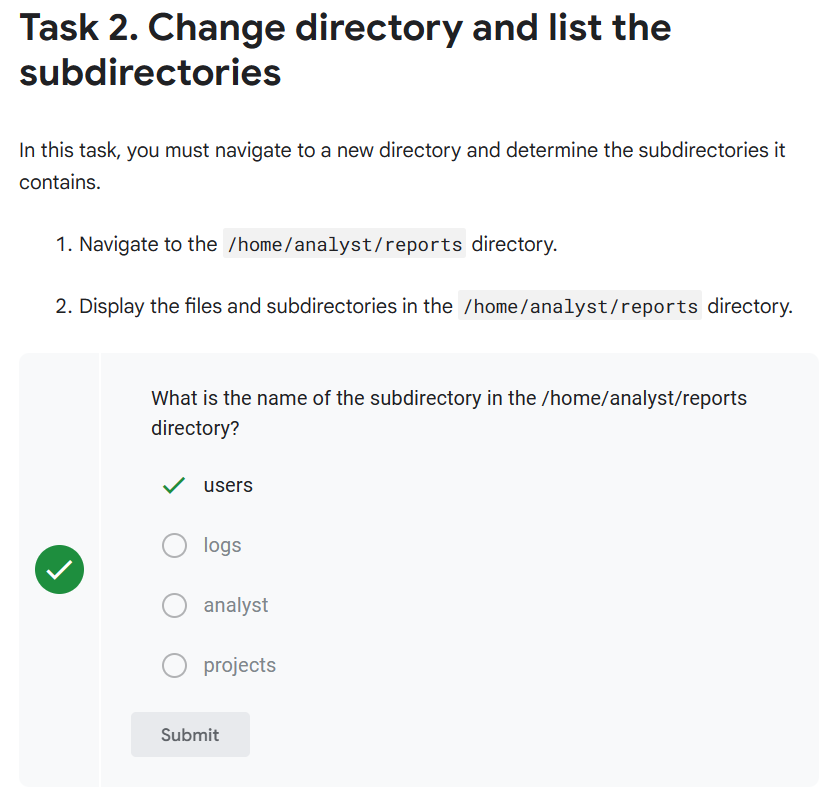 Task 2. Change directory and list the
subdirectories
In this task, you must navigate to a new directory and determine the subdirectories it
contains.
1. Navigate to the /home/analyst/reports directory.
2. Display the files and subdirectories in the /home/analyst/reports directory.
What is the name of the subdirectory in the /home/analyst/reports
directory?
users
logs
analyst
projects
Submit